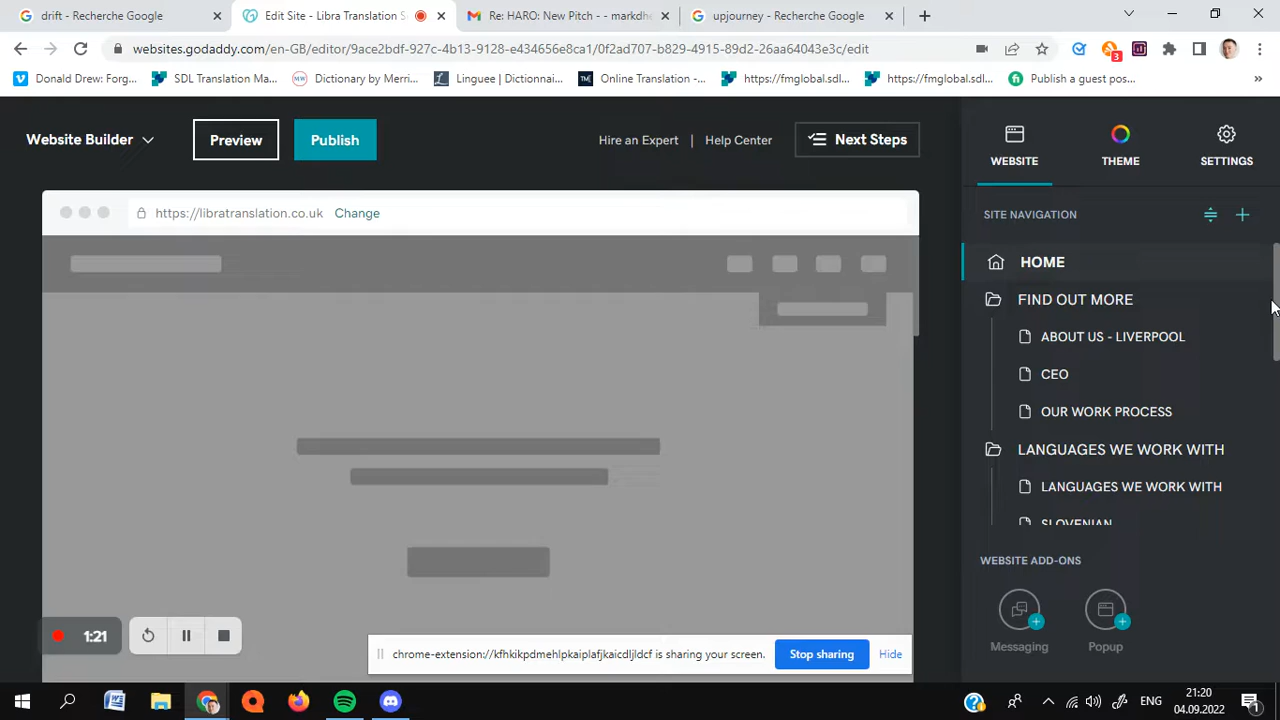 drift - Recherche Google
Edit Site - Libra Translation S
Re: HARO: New Pitch - - markdhe
upjourney - Recherche Google
websites.godaddy.com/en-GB/editor/9ace2bdf-927c-4b13-9128-e434656e8ca1/0f2ad707-b829-4915-89d2-26aa64043e3c/edit
3
Donald Drew: Forg...
SDL Translation Ma...
MW
Dictionary by Merri...
Linguee | Dictionnai...
Online Translation -...
https://fmglobal.sdl...
https://fmglobal.sdl...
Publish a guest pos...
»
Website Builder
Preview
Publish
Hire an Expert | Help Center
Next Steps
WEBSITE
THEME
SETTINGS
https://libratranslation.co.uk Change
SITE NAVIGATION
HOME
FIND OUT MORE
ABOUT US - LIVERPOOL
CEO
OUR WORK PROCESS
LANGUAGES WE WORK WITH
LANGUAGES WE WORK WITH
SLOVENIAN
WEBSITE ADD-ONS
Messaging
Popup
1:21
chrome-extension://kfhkikpdmehlpkaiplafjkaicdljldcf is sharing your screen.
Stop sharing
Hide
ENG
21:20
04.09.2022
1